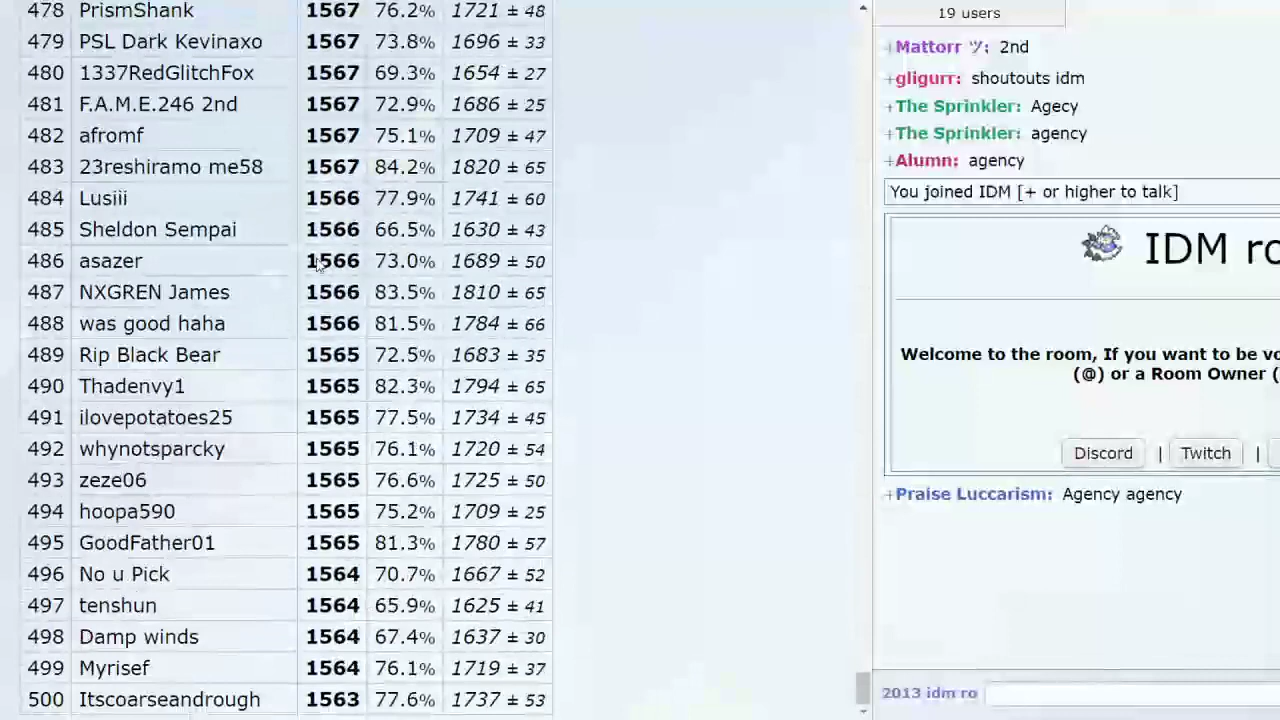 478 PrismShank 1567 76.2% 1721 ± 48
479 PSL Dark Kevinaxo 1567 73.8% 1696 ± 33
480 1337RedGlitchFox 1567 69.3% 1654 ± 27
481 F.A.M.E.246 2nd 1567 72.9% 1686 ± 25
482 afromf 1567 75.1% 1709 ± 47
483 23reshiramo me58 1567 84.2% 1820 ± 65
484 Lusiii 1566 77.9% 1741 ± 60
485 Sheldon Sempai 1566 66.5% 1630 ± 43
486 asazer 1566 73.0% 1689 ± 50
487 NXGREN James 1566 83.5% 1810 ± 65
488 was good haha 1566 81.5% 1784 ± 66
489 Rip Black Bear 1565 72.5% 1683 ± 35
490 Thadenvy1 1565 82.3% 1794 ± 65
491 ilovepotatoes25 1565 77.5% 1734 ± 45
492 whynotsparcky 1565 76.1% 1720 ± 54
493 zeze06 1565 76.6% 1725 ± 50
494 hoopa590 1565 75.2% 1709 ± 25
495 GoodFather01 1565 81.3% 1780 ± 57
496 No u Pick 1564 70.7% 1667 ± 52
497 tenshun 1564 65.9% 1625 ± 41
498 Damp winds 1564 67.4% 1637 ± 30
499 Myrisef 1564 76.1% 1719 ± 37
500 Itscoarseandrough 1563 77.6% 1737 ± 53
19 users
+Mattorr ツ: 2nd
+gligurr: shoutouts idm
+The Sprinkler: Agecy
+The Sprinkler: agency
+Alumn: agency
You joined IDM [+ or higher to talk]
IDM ro
Welcome to the room, If you want to be vo
(@) or a Room Owner (
Discord | Twitch |
+Praise Luccarism: Agency agency
2013 idm ro